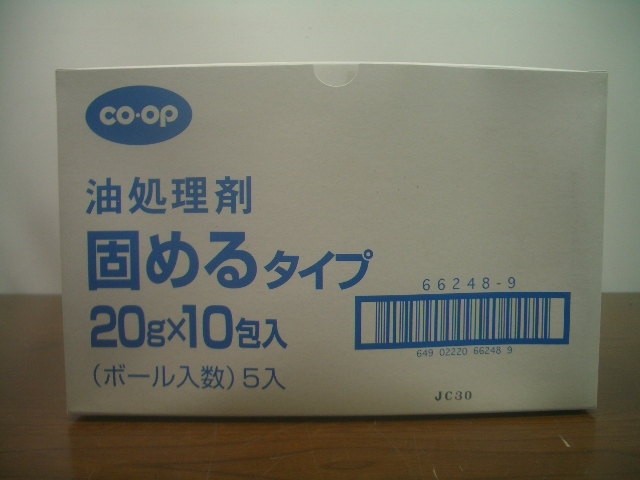 CO·OP
油処理剤
固めるタイプ
20g×10包入
(ボール入数)5入
66248-9
649 02220 66248 9
JC30